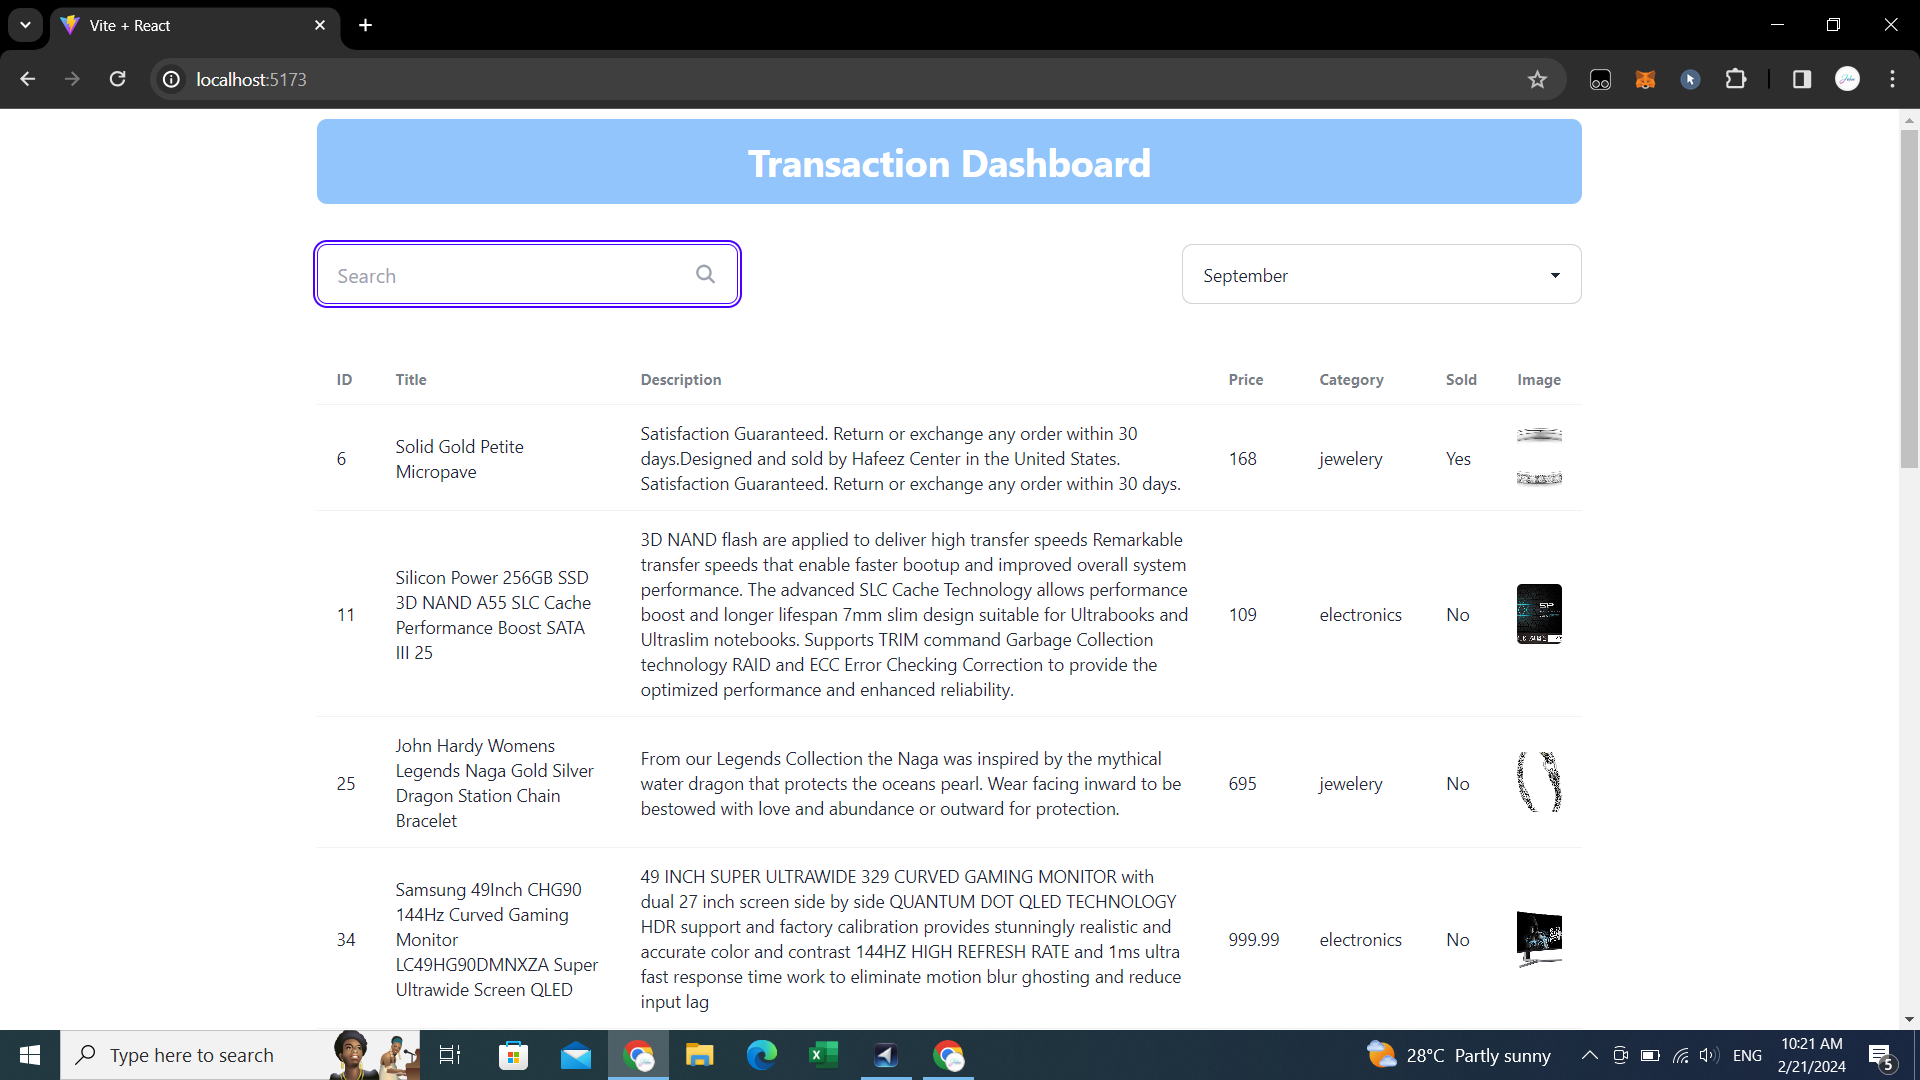 Vite + React
localhost:5173
Transaction Dashboard
Search
September
ID Title Description Price Category Sold Image
6
Solid Gold Petite
Micropave
Satisfaction Guaranteed. Return or exchange any order within 30
days.Designed and sold by Hafeez Center in the United States.
Satisfaction Guaranteed. Return or exchange any order within 30 days.
168
jewelery
Yes
11
Silicon Power 256GB SSD
3D NAND A55 SLC Cache
Performance Boost SATA
III 25
3D NAND flash are applied to deliver high transfer speeds Remarkable
transfer speeds that enable faster bootup and improved overall system
performance. The advanced SLC Cache Technology allows performance
boost and longer lifespan 7mm slim design suitable for Ultrabooks and
Ultraslim notebooks. Supports TRIM command Garbage Collection
technology RAID and ECC Error Checking Correction to provide the
optimized performance and enhanced reliability.
109
electronics
No
SP
25
John Hardy Womens
Legends Naga Gold Silver
Dragon Station Chain
Bracelet
From our Legends Collection the Naga was inspired by the mythical
water dragon that protects the oceans pearl. Wear facing inward to be
bestowed with love and abundance or outward for protection.
695
jewelery
No
34
Samsung 49Inch CHG90
144Hz Curved Gaming
Monitor
LC49HG90DMNXZA Super
Ultrawide Screen QLED
49 INCH SUPER ULTRAWIDE 329 CURVED GAMING MONITOR with
dual 27 inch screen side by side QUANTUM DOT QLED TECHNOLOGY
HDR support and factory calibration provides stunningly realistic and
accurate color and contrast 144HZ HIGH REFRESH RATE and 1ms ultra
fast response time work to eliminate motion blur ghosting and reduce
input lag
999.99
electronics
No
Type here to search
28°C Partly sunny
ENG
10:21 AM
2/21/2024
5